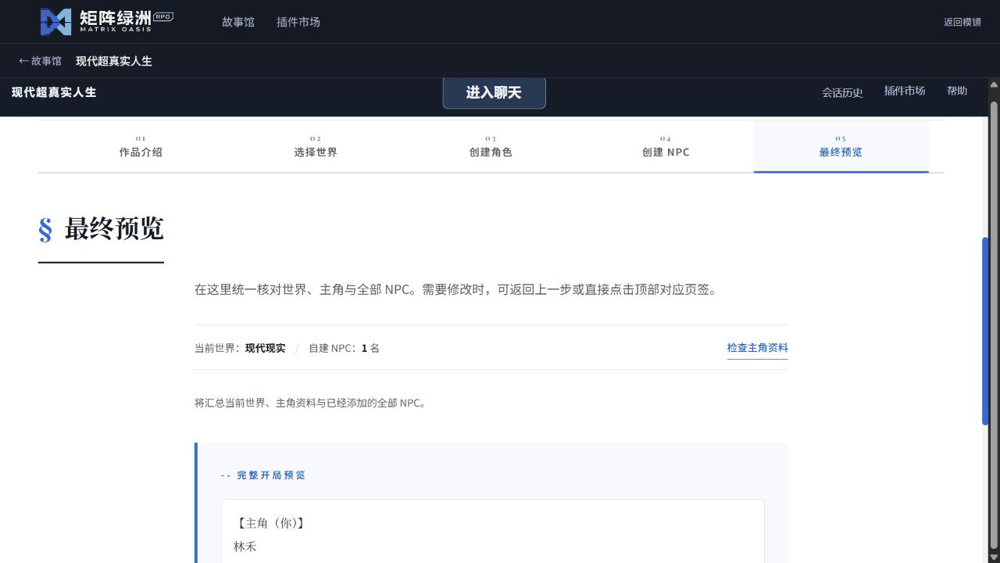 矩阵绿洲 RPG
MATRIX OASIS
故事馆 插件市场 返回模镜
← 故事馆 现代超真实人生
现代超真实人生 进入聊天 会话历史 插件市场 帮助
01 02 03 04 05
作品介绍 选择世界 创建角色 创建 NPC 最终预览
§ 最终预览
在这里统一核对世界、主角与全部 NPC。需要修改时，可返回上一步或直接点击顶部对应页签。
当前世界：现代现实 / 自建 NPC：1 名 检查主角资料
将汇总当前世界、主角资料与已经添加的全部 NPC。
-- 完整开局预览
【主角（你）】
林禾